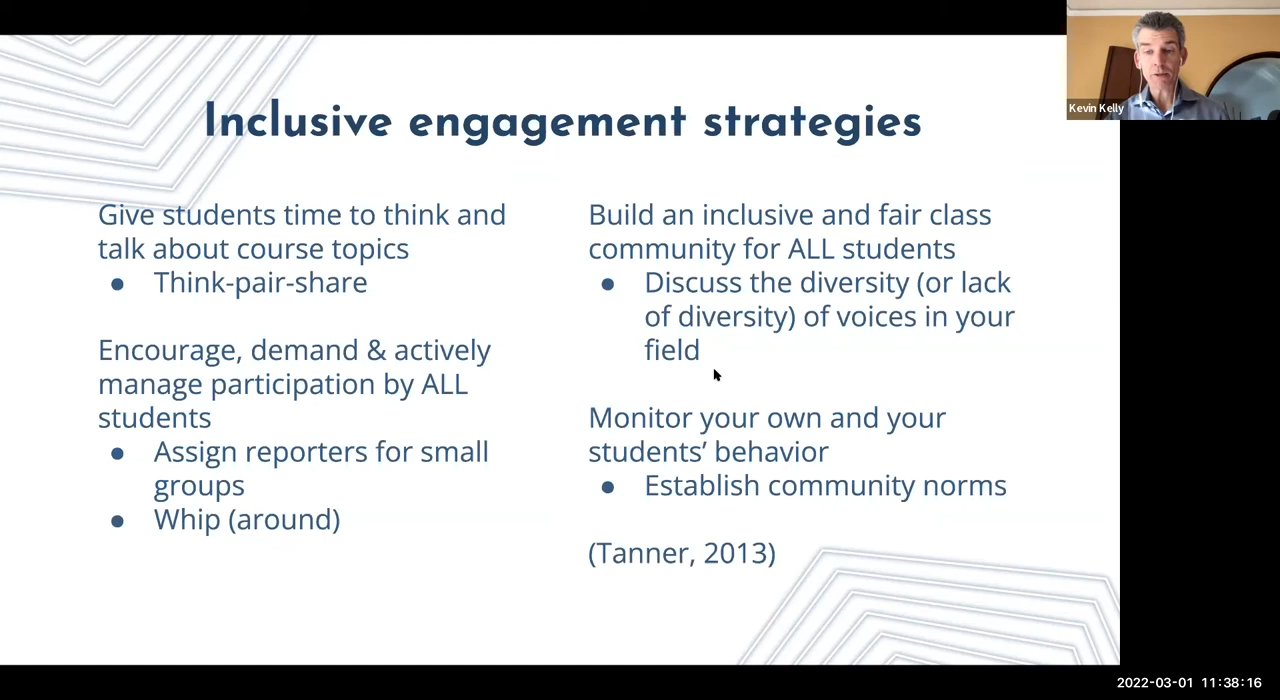 Inclusive engagement strategies
Give students time to think and
talk about course topics
● Think-pair-share
Encourage, demand & actively
manage participation by ALL
students
● Assign reporters for small
groups
● Whip (around)
Build an inclusive and fair class
community for ALL students
● Discuss the diversity (or lack
of diversity) of voices in your
field
Monitor your own and your
students’ behavior
● Establish community norms
(Tanner, 2013)
Kevin Kelly
2022-03-01 11:38:16